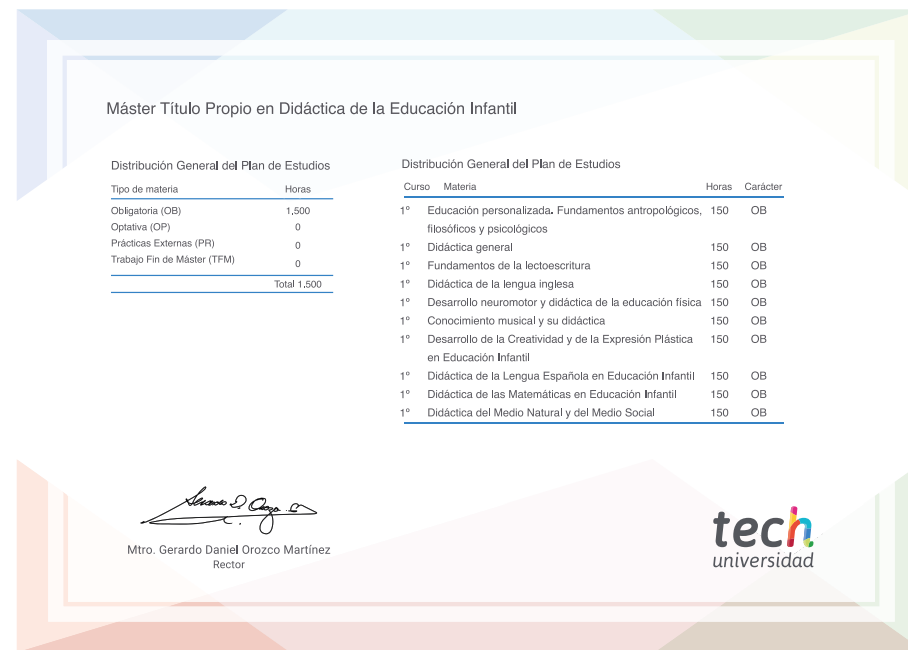 Máster Título Propio en Didáctica de la Educación Infantil
Distribución General del Plan de Estudios
Tipo de materia Horas
Obligatoria (OB) 1,500
Optativa (OP) 0
Prácticas Externas (PR) 0
Trabajo Fin de Máster (TFM) 0
Total 1,500
Distribución General del Plan de Estudios
Curso Materia Horas Carácter
1º Educación personalizada. Fundamentos antropológicos, 150 OB
filosóficos y psicológicos
1º Didáctica general 150 OB
1º Fundamentos de la lectoescritura 150 OB
1º Didáctica de la lengua inglesa 150 OB
1º Desarrollo neuromotor y didáctica de la educación física 150 OB
1º Conocimiento musical y su didáctica 150 OB
1º Desarrollo de la Creatividad y de la Expresión Plástica 150 OB
en Educación Infantil
1º Didáctica de la Lengua Española en Educación Infantil 150 OB
1º Didáctica de las Matemáticas en Educación Infantil 150 OB
1º Didáctica del Medio Natural y del Medio Social 150 OB
Mtro. Gerardo Daniel Orozco Martínez
Rector
tech
universidad